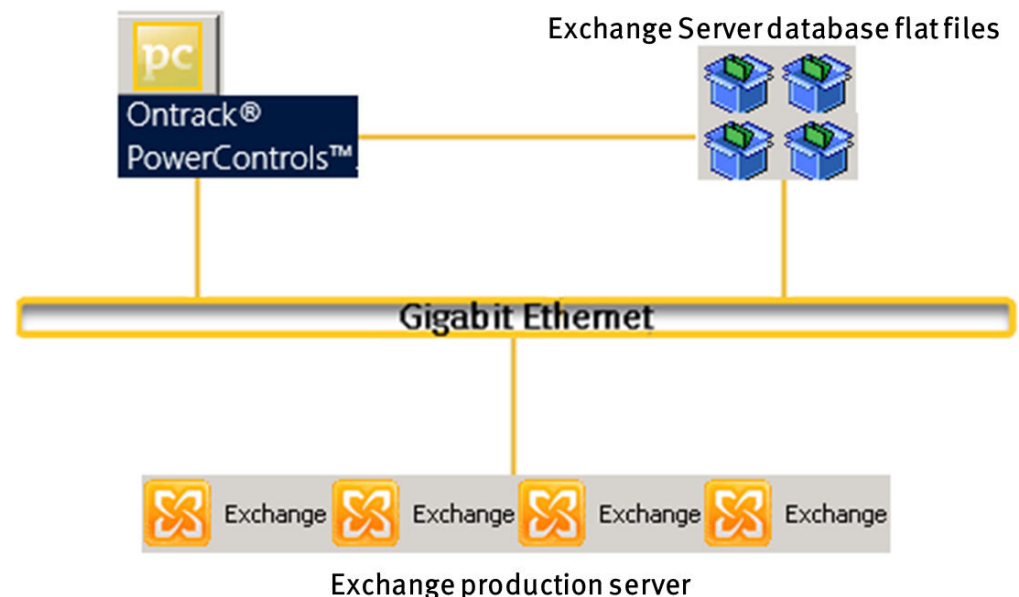 Exchange Server database flat files
pc
Ontrack®
PowerControls™
Gigabit Ethernet
Exchange Exchange Exchange Exchange
Exchange production server